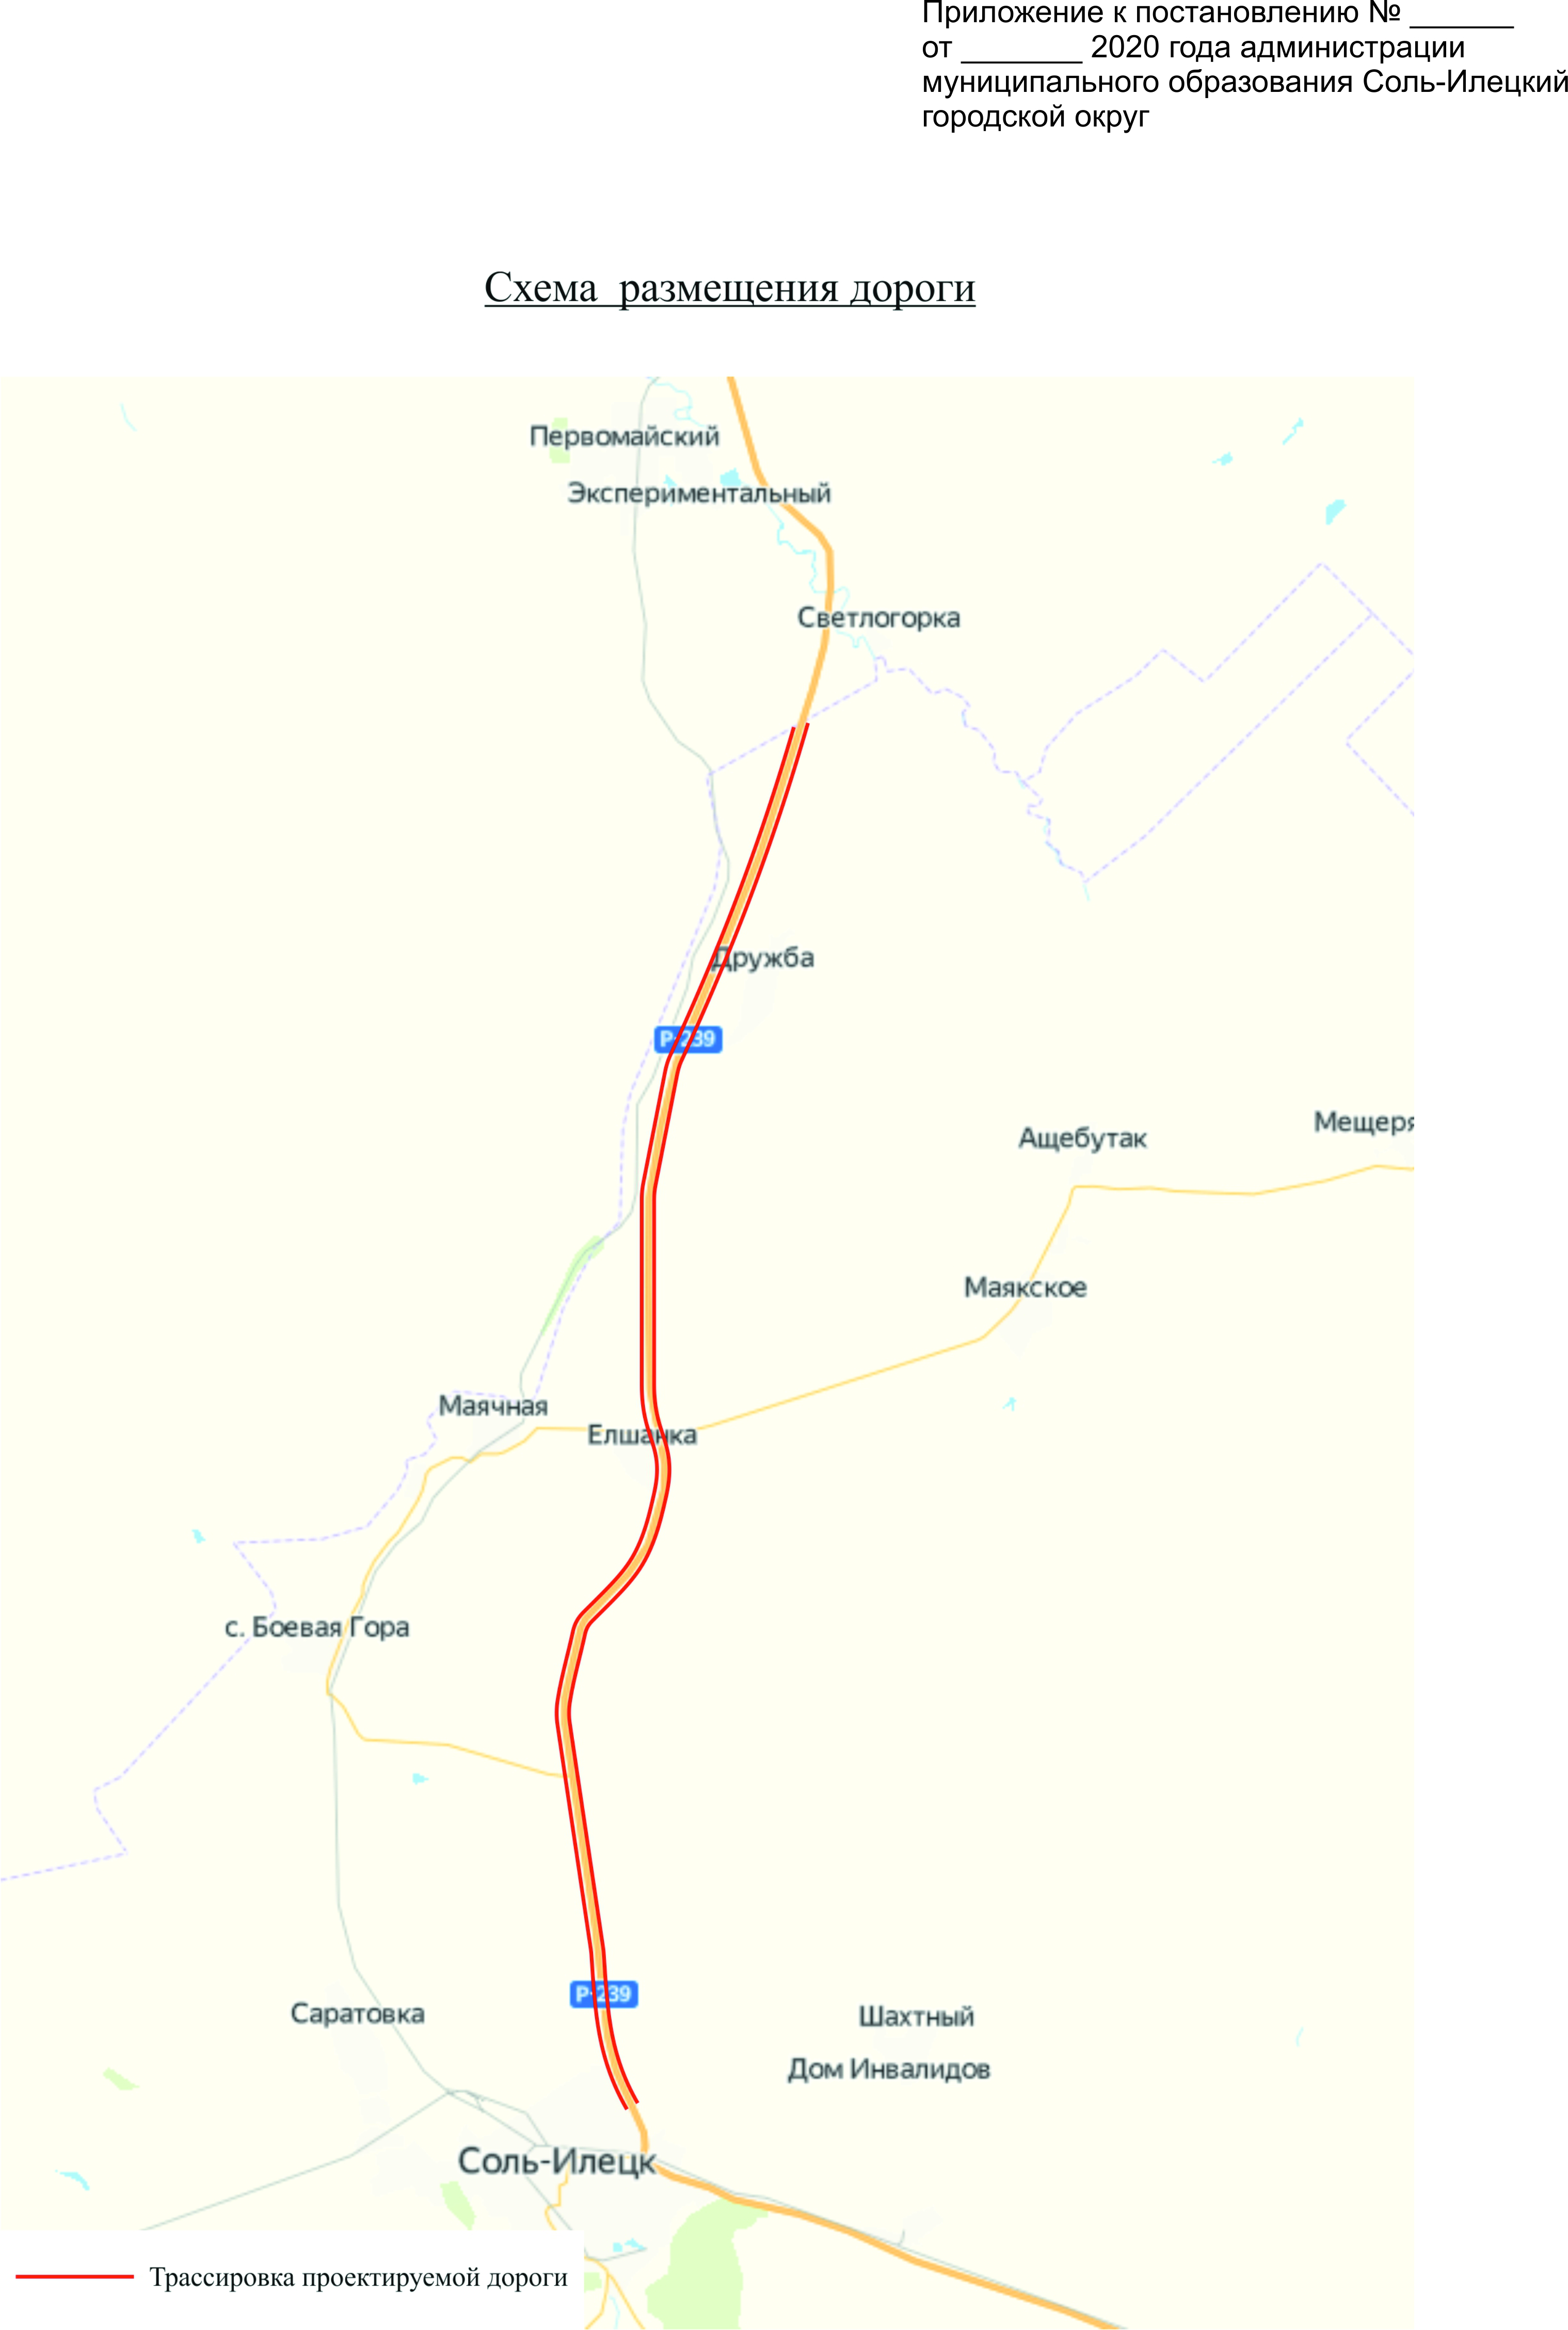 Приложение к постановлению № ______
от _______ 2020 года администрации
муниципального образования Соль-Илецкий
городской округ
Схема размещения дороги
Первомайский
Экспериментальный
Светлогорка
Дружба
Р-239
Ащебутак
Мещеря
Маякское
Маячная
Елшанка
с. Боевая Гора
Р-239
Саратовка
Шахтный
Дом Инвалидов
Соль-Илецк
Трассировка проектируемой дороги